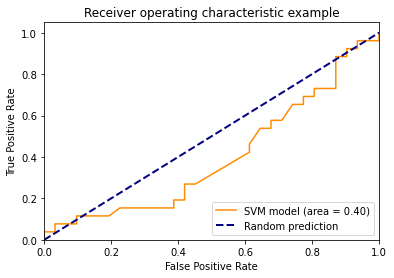 Receiver operating characteristic example
True Positive Rate
1.0
0.8
0.6
0.4
0.2
0.0
SVM model (area = 0.40)
Random prediction
0.0 0.2 0.4 0.6 0.8 1.0
False Positive Rate